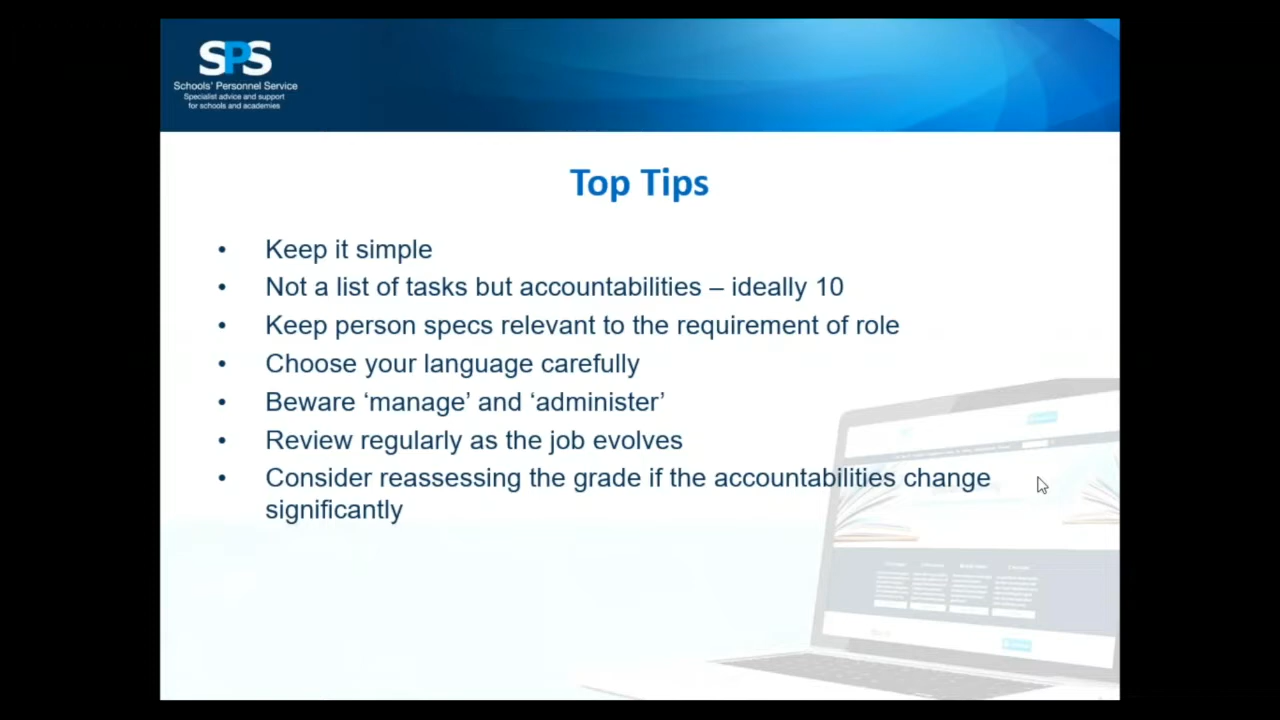 SPS
Schools' Personnel Service
Specialist advice and support
for schools and academies
Top Tips
• Keep it simple
• Not a list of tasks but accountabilities – ideally 10
• Keep person specs relevant to the requirement of role
• Choose your language carefully
• Beware ‘manage’ and ‘administer’
• Review regularly as the job evolves
• Consider reassessing the grade if the accountabilities change
significantly